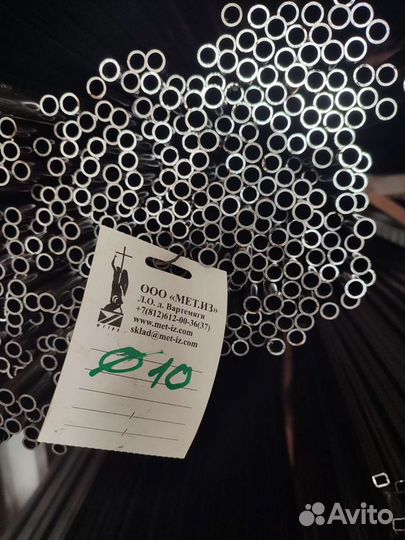 ООО «МЕТ.ИЗ»
Л.О. д. Вартемяги
+7(812)612-00-36(37)
www.met-iz.com
sklad@met-iz.com
Ø 10
Avito